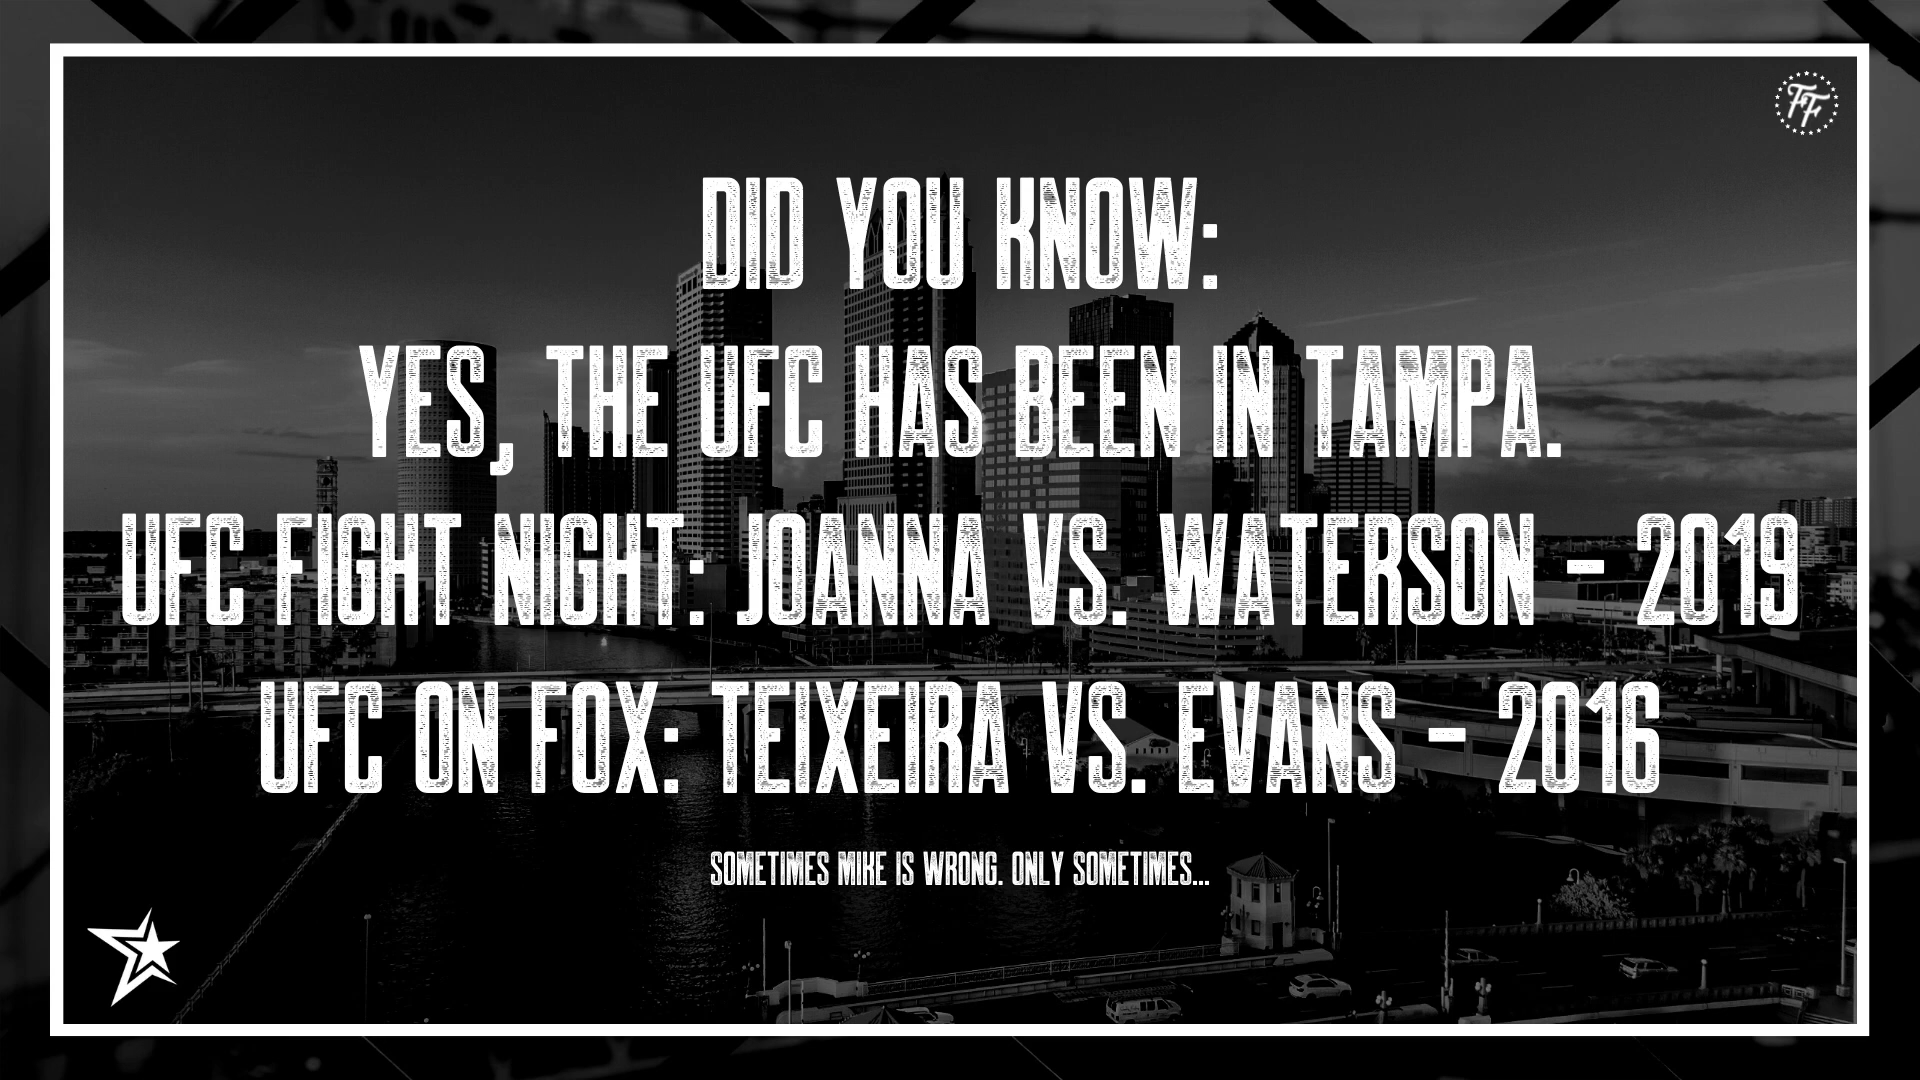 FF
DID YOU KNOW:
YES, THE UFC HAS BEEN IN TAMPA.
UFC FIGHT NIGHT: JOANNA VS. WATERSON - 2019
UFC ON FOX: TEIXEIRA VS. EVANS - 2016
SOMETIMES MIKE IS WRONG. ONLY SOMETIMES...